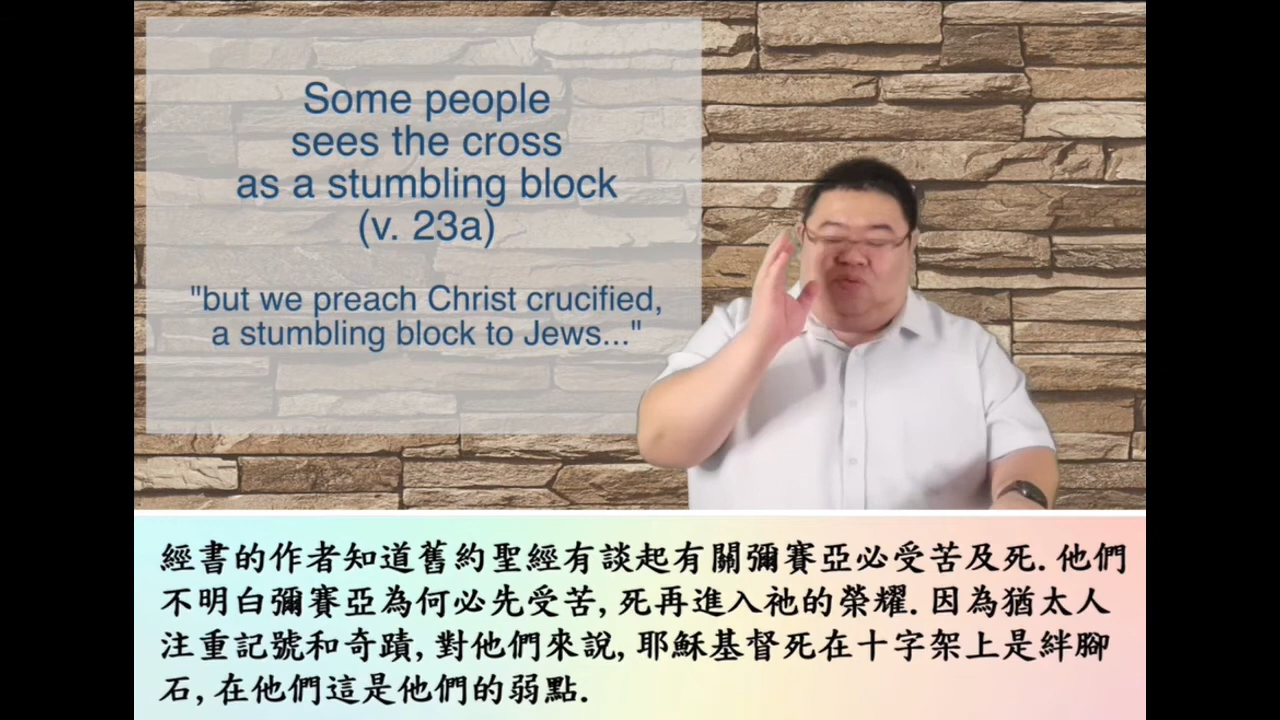 Some people
sees the cross
as a stumbling block
(v. 23a)
"but we preach Christ crucified,
a stumbling block to Jews..."
經書的作者知道舊約聖經有談起有關彌賽亞必受苦及死. 他們
不明白彌賽亞為何必先受苦, 死再進入祂的榮耀. 因為猶太人
注重記號和奇蹟, 對他們來說, 耶穌基督死在十字架上是絆腳
石, 在他們這是他們的弱點.